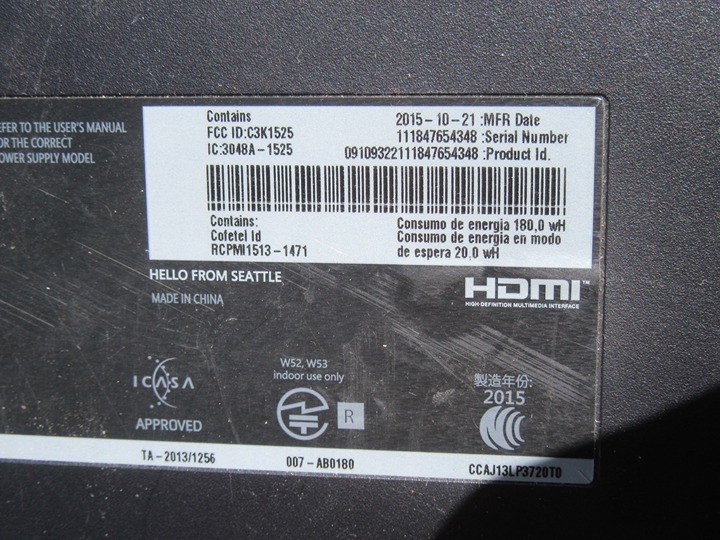 EFER TO THE USER'S MANUAL
OR THE CORRECT
OWER SUPPLY MODEL
Contains
FCC ID:C3K1525
IC:3048A-1525
2015-10-21 :MFR Date
111847654348 :Serial Number
09109322111847654348 :Product Id.
Contains:
Cofetel Id
RCPMI1513-1471
Consumo de energia 180,0 wH
Consumo de energia en modo
de espera 20,0 wH
HELLO FROM SEATTLE
MADE IN CHINA
HDMI™
HIGH-DEFINITION MULTIMEDIA INTERFACE
ICASA
APPROVED
W52, W53
indoor use only
R
製造年份:
2015
TA-2013/1256
007-AB0180
CCAJ13LP3720T0